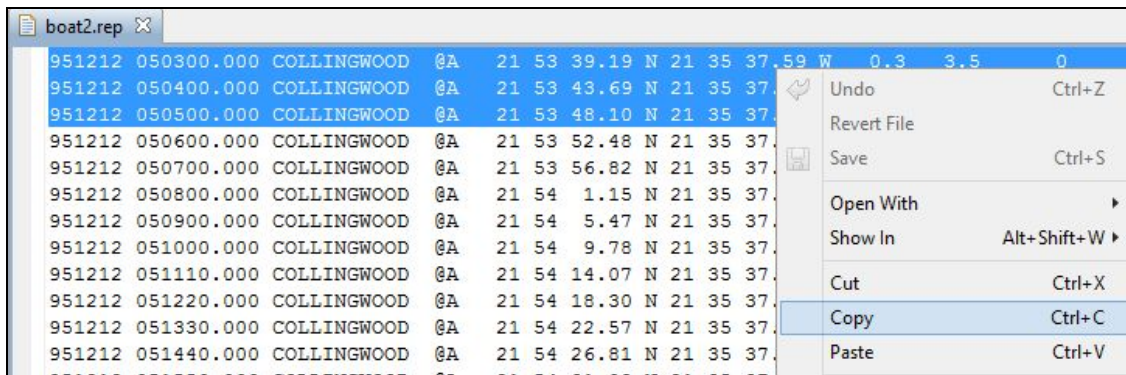 boat2.rep
951212 050300.000 COLLINGWOOD @A 21 53 39.19 N 21 35 37.59 W 0.3 3.5 0
951212 050400.000 COLLINGWOOD @A 21 53 43.69 N 21 35 37.
951212 050500.000 COLLINGWOOD @A 21 53 48.10 N 21 35 37.
951212 050600.000 COLLINGWOOD @A 21 53 52.48 N 21 35 37.
951212 050700.000 COLLINGWOOD @A 21 53 56.82 N 21 35 37.
951212 050800.000 COLLINGWOOD @A 21 54 1.15 N 21 35 37.
951212 050900.000 COLLINGWOOD @A 21 54 5.47 N 21 35 37.
951212 051000.000 COLLINGWOOD @A 21 54 9.78 N 21 35 37.
951212 051110.000 COLLINGWOOD @A 21 54 14.07 N 21 35 37.
951212 051220.000 COLLINGWOOD @A 21 54 18.30 N 21 35 37.
951212 051330.000 COLLINGWOOD @A 21 54 22.57 N 21 35 37.
951212 051440.000 COLLINGWOOD @A 21 54 26.81 N 21 35 37.
Undo Ctrl+Z
Revert File
Save Ctrl+S
Open With
Show In Alt+Shift+W
Cut Ctrl+X
Copy Ctrl+C
Paste Ctrl+V